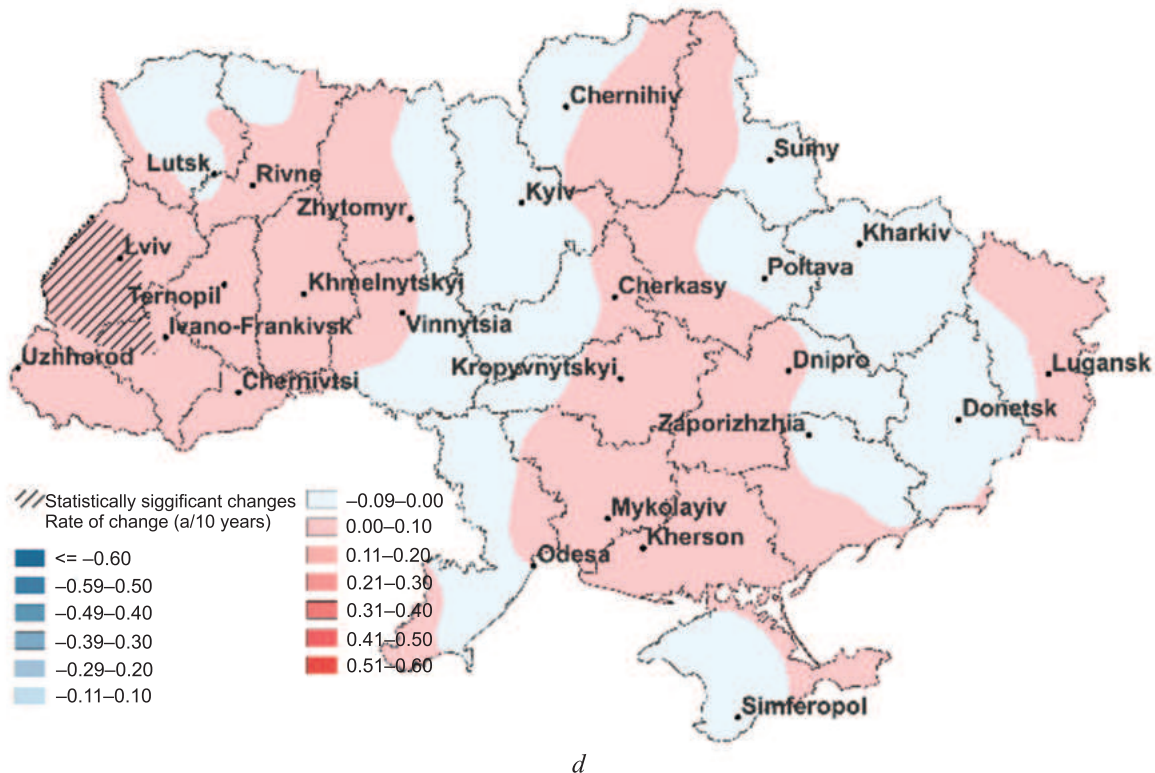 Chernihiv
Sumy
Lutsk
Rivne
Kyiv
Zhytomyr
Kharkiv
Lviv
Poltava
Khmelnytskyi
Ternopil
Cherkasy
Ivano-Frankivsk
Vinnytsia
Uzhhorod
Kropyvnytskyi
Dnipro
Lugansk
Chernivtsi
Donetsk
Zaporizhzhia
Mykolayiv
Kherson
Odesa
Simferopol
Statistically siggificant changes
Rate of change (a/10 years)
<= –0.60
–0.59–0.50
–0.49–0.40
–0.39–0.30
–0.29–0.20
–0.11–0.10
–0.09–0.00
0.00–0.10
0.11–0.20
0.21–0.30
0.31–0.40
0.41–0.50
0.51–0.60
d